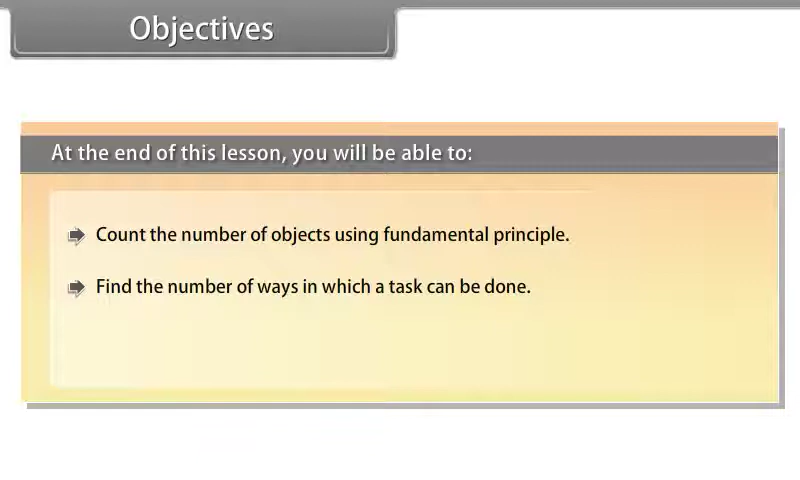 Objectives
At the end of this lesson, you will be able to:
Count the number of objects using fundamental principle.
Find the number of ways in which a task can be done.